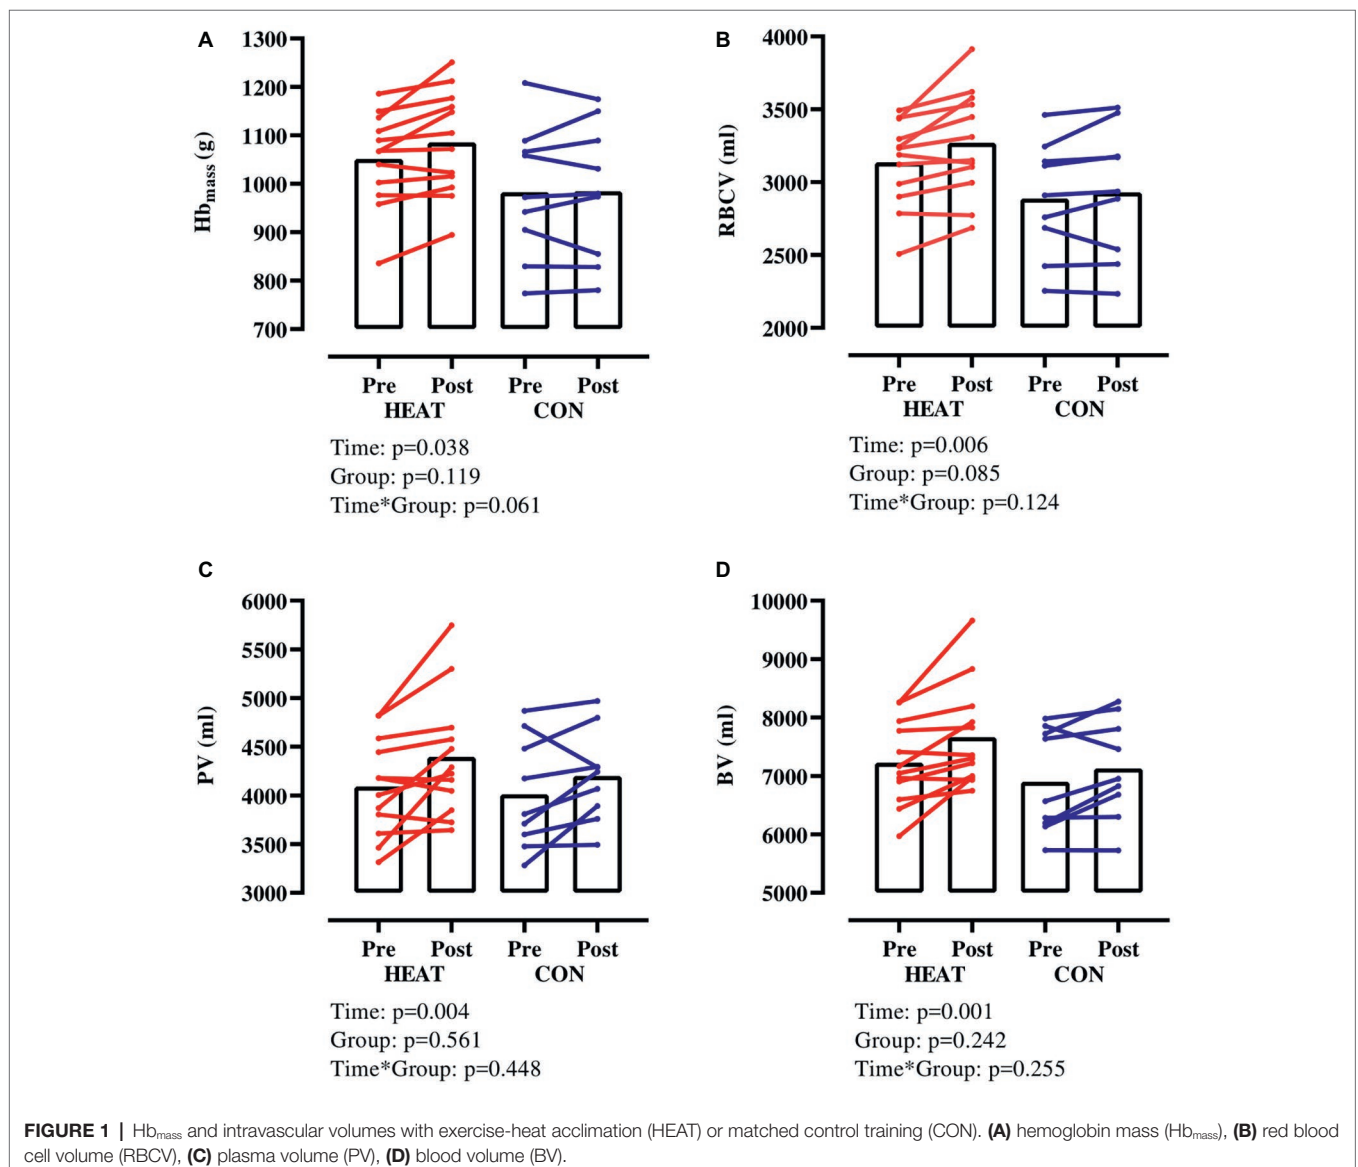 A
1300
1200
1100
1000
900
800
700
Hbmass (g)
Pre Post Pre Post
HEAT CON
Time: p=0.038
Group: p=0.119
Time*Group: p=0.061
B
4000
3500
3000
2500
2000
RBCV (ml)
Pre Post Pre Post
HEAT CON
Time: p=0.006
Group: p=0.085
Time*Group: p=0.124
C
6000
5500
5000
4500
4000
3500
3000
PV (ml)
Pre Post Pre Post
HEAT CON
Time: p=0.004
Group: p=0.561
Time*Group: p=0.448
D
10000
9000
8000
7000
6000
5000
BV (ml)
Pre Post Pre Post
HEAT CON
Time: p=0.001
Group: p=0.242
Time*Group: p=0.255
FIGURE 1 | Hbmass and intravascular volumes with exercise-heat acclimation (HEAT) or matched control training (CON). (A) hemoglobin mass (Hbmass), (B) red blood
cell volume (RBCV), (C) plasma volume (PV), (D) blood volume (BV).